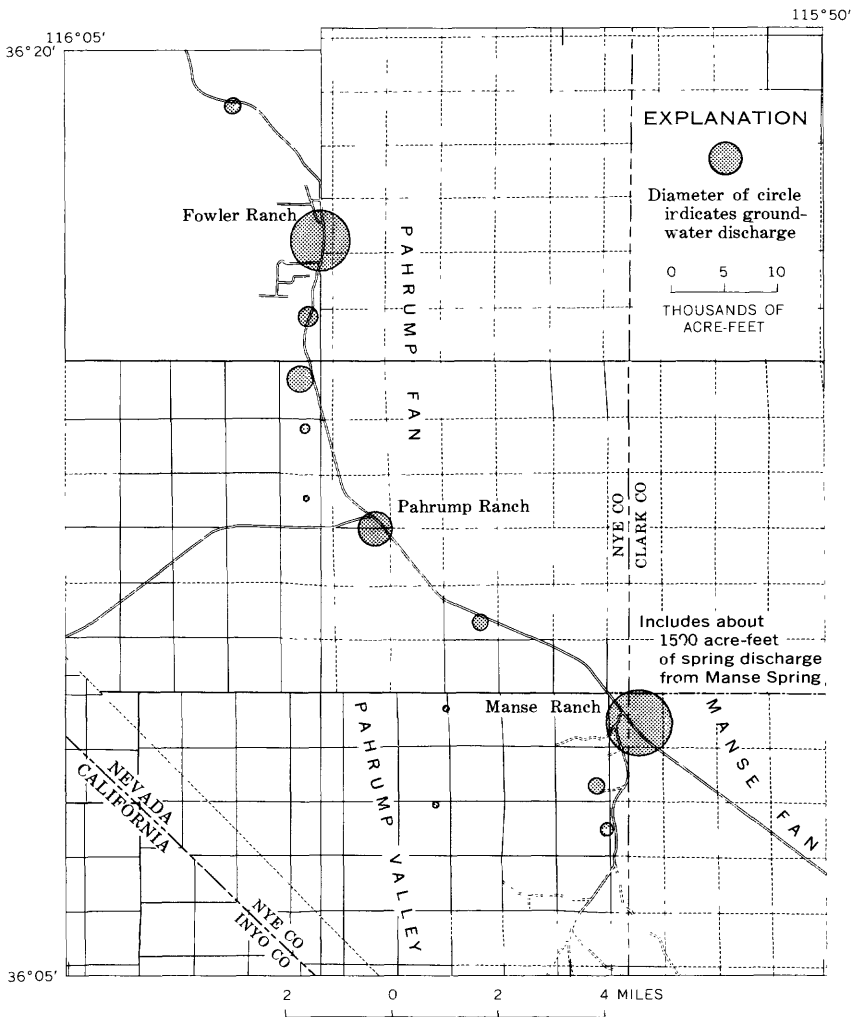 116°05′
115°50′
36°20′
EXPLANATION
Diameter of circle
irdicates ground-
water discharge
0 5 10
THOUSANDS OF
ACRE-FEET
Fowler Ranch
PAHRUMP FAN
Pahrump Ranch
NYE CO
CLARK CO
Includes about
1500 acre-feet
of spring discharge
from Manse Spring
Manse Ranch
MANSE FAN
PAHRUMP VALLEY
NEVADA
CALIFORNIA
NYE CO
INYO CO
36°05′
2 0 2 4 MILES